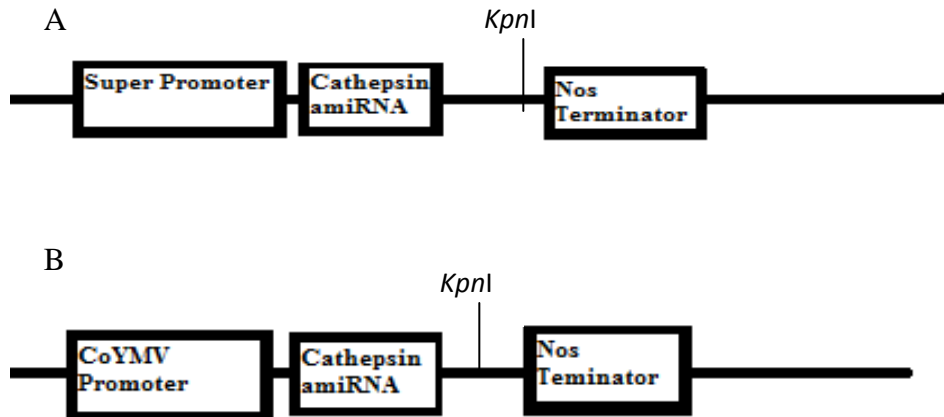 A
KpnI
Super Promoter
Cathepsin
amiRNA
Nos
Terminator
B
KpnI
CoYMV
Promoter
Cathepsin
amiRNA
Nos
Teminator